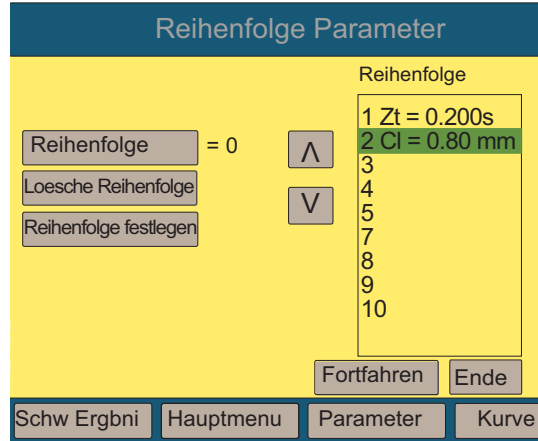 Reihenfolge Parameter
Reihenfolge
1 Zt = 0.200s
2 Cl = 0.80 mm
3
4
5
7
8
9
10
Reihenfolge = 0
Loesche Reihenfolge
Reihenfolge festlegen
Λ
V
Fortfahren
Ende
Schw Ergbni
Hauptmenu
Parameter
Kurve